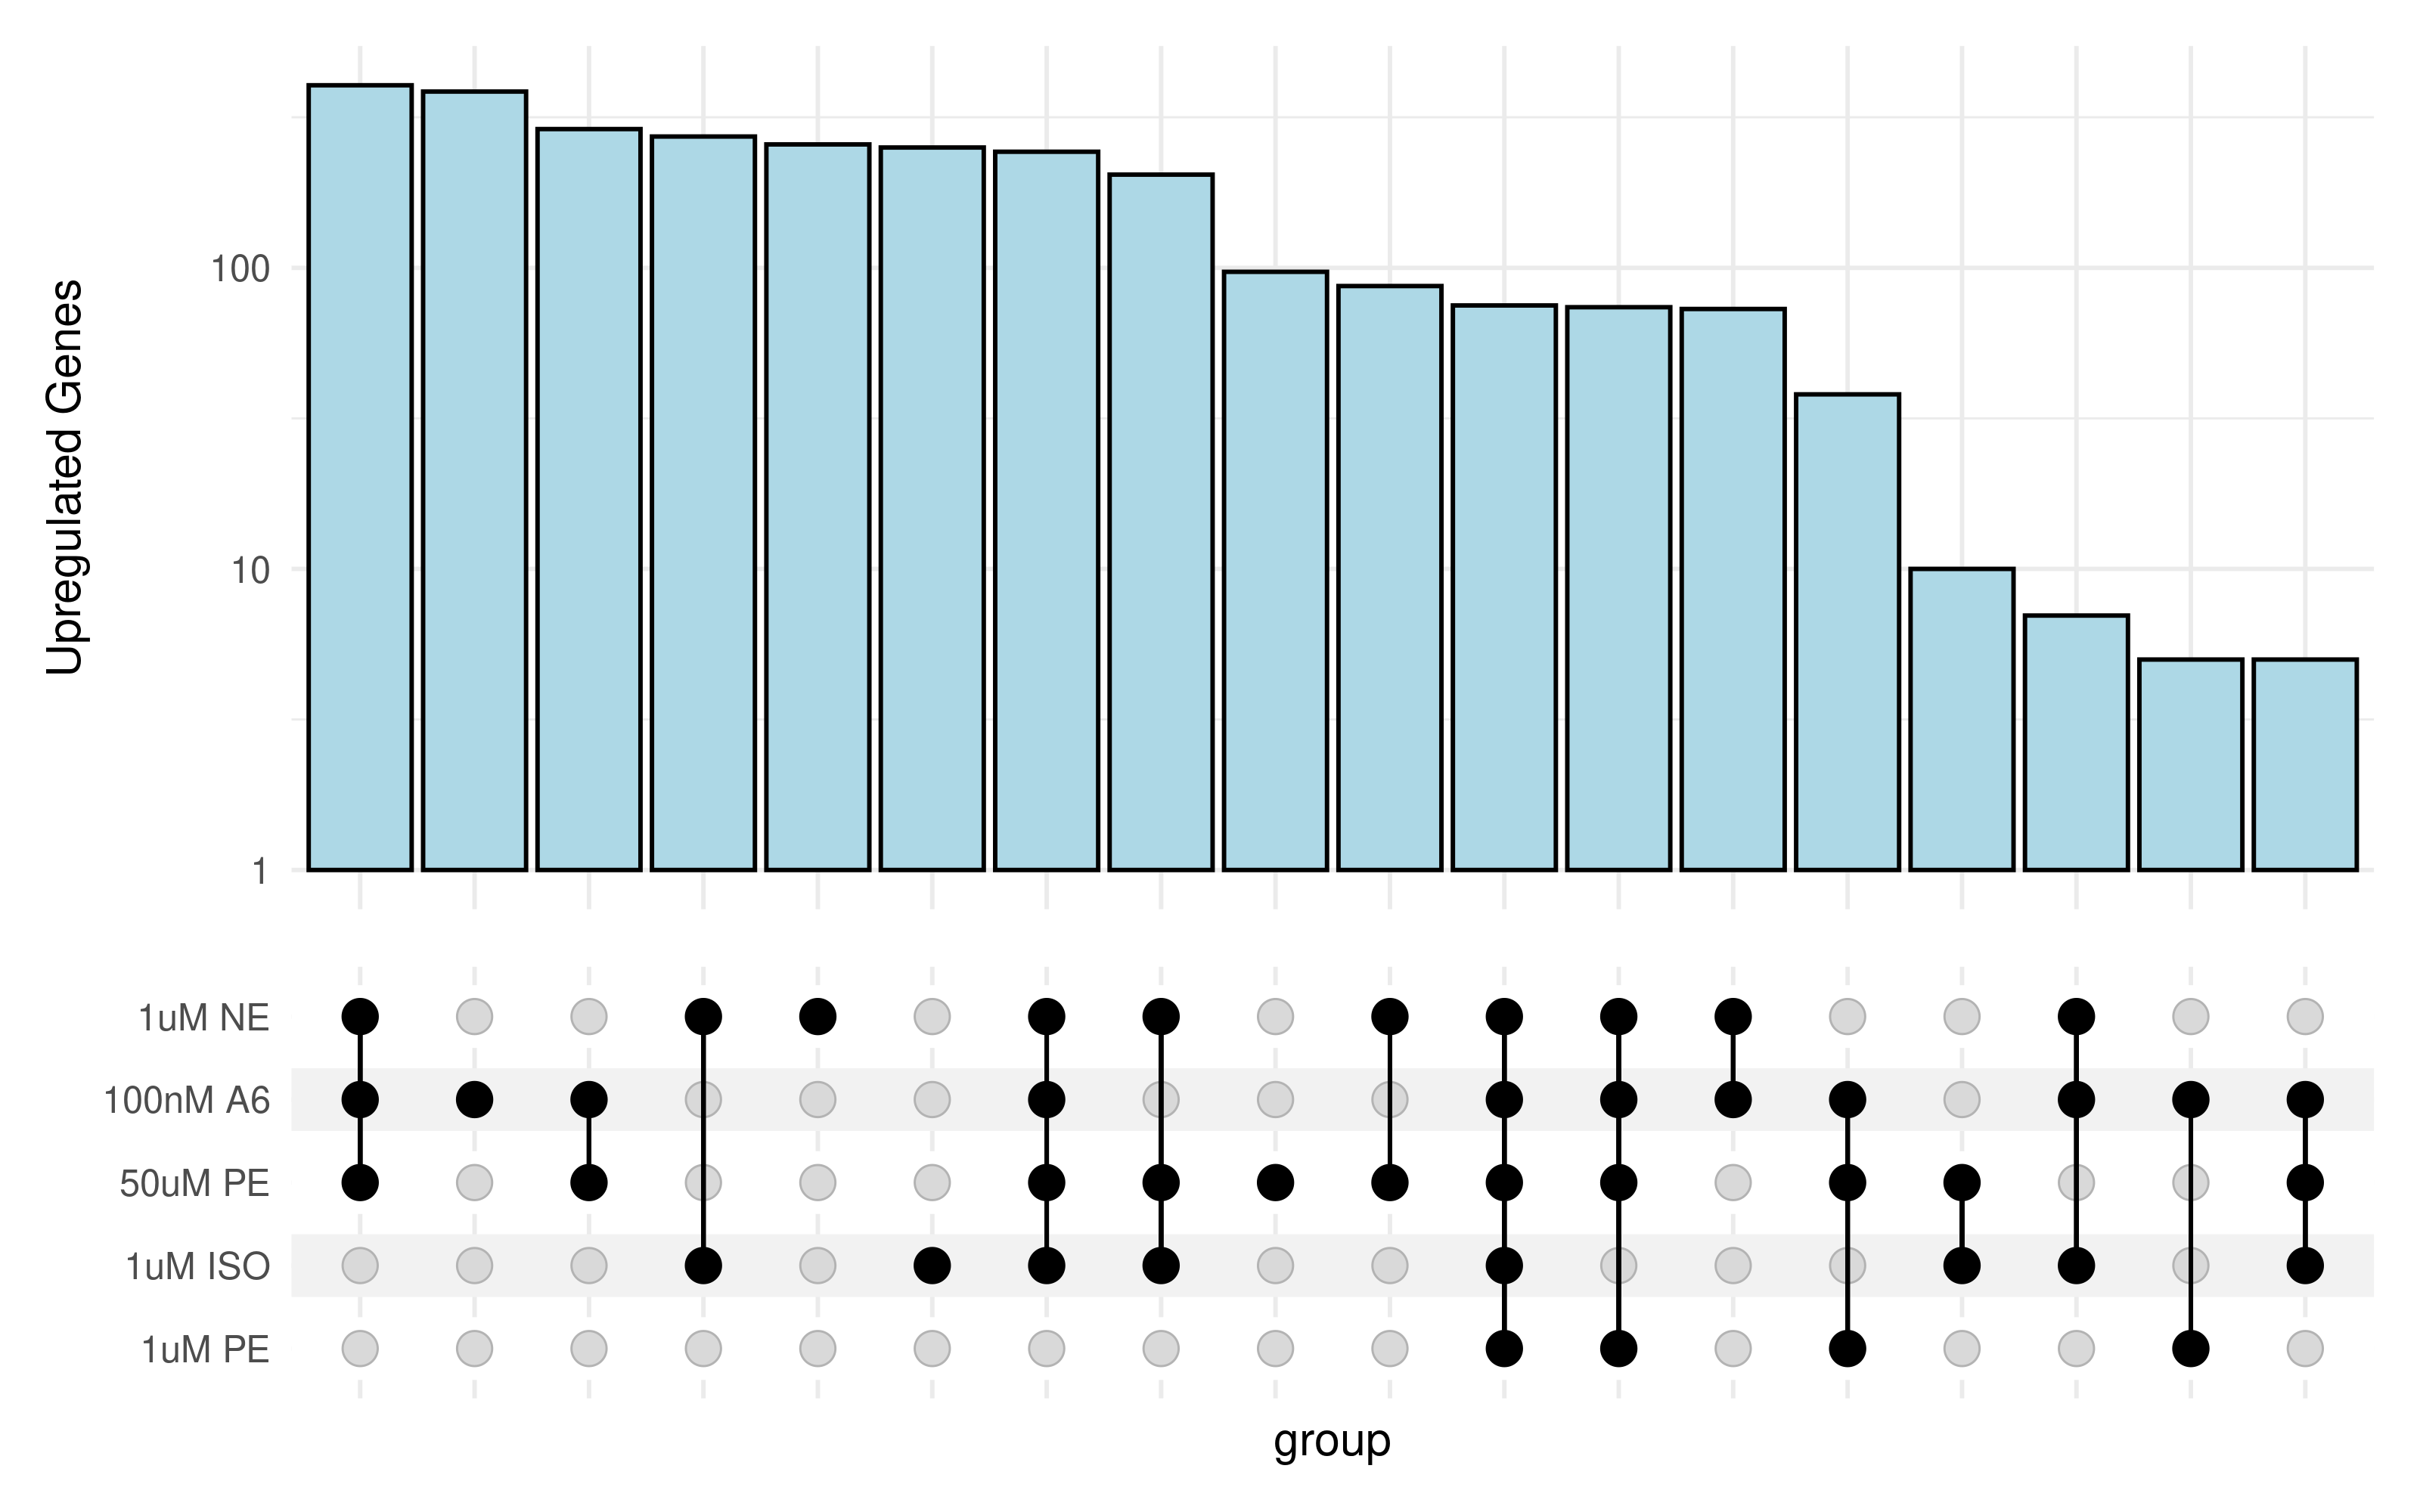 Upregulated Genes
100
10
1
1uM NE
100nM A6
50uM PE
1uM ISO
1uM PE
group